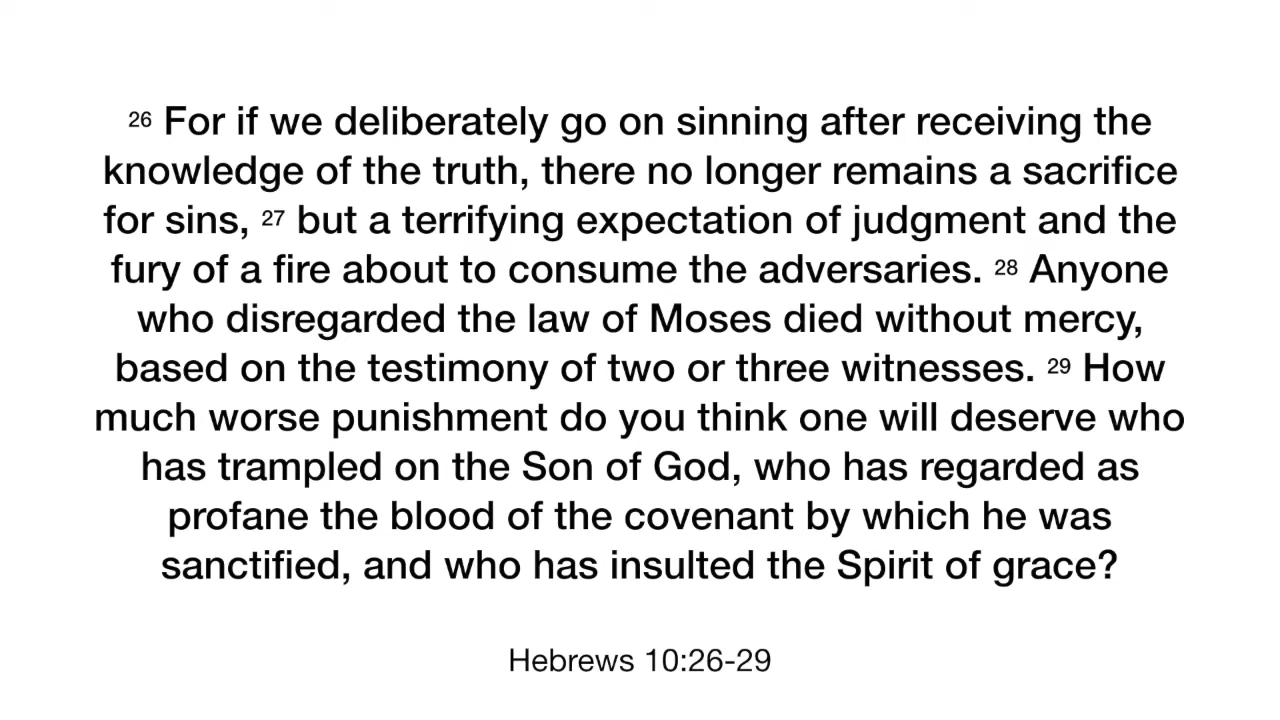 26 For if we deliberately go on sinning after receiving the
knowledge of the truth, there no longer remains a sacrifice
for sins, 27 but a terrifying expectation of judgment and the
fury of a fire about to consume the adversaries. 28 Anyone
who disregarded the law of Moses died without mercy,
based on the testimony of two or three witnesses. 29 How
much worse punishment do you think one will deserve who
has trampled on the Son of God, who has regarded as
profane the blood of the covenant by which he was
sanctified, and who has insulted the Spirit of grace?
Hebrews 10:26-29